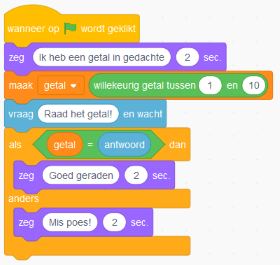 wanneer op wordt geklikt
zeg Ik heb een getal in gedachte 2 sec.
maak getal willekeurig getal tussen 1 en 10
vraag Raad het getal! en wacht
als getal = antwoord dan
zeg Goed geraden 2 sec.
anders
zeg Mis poes! 2 sec.